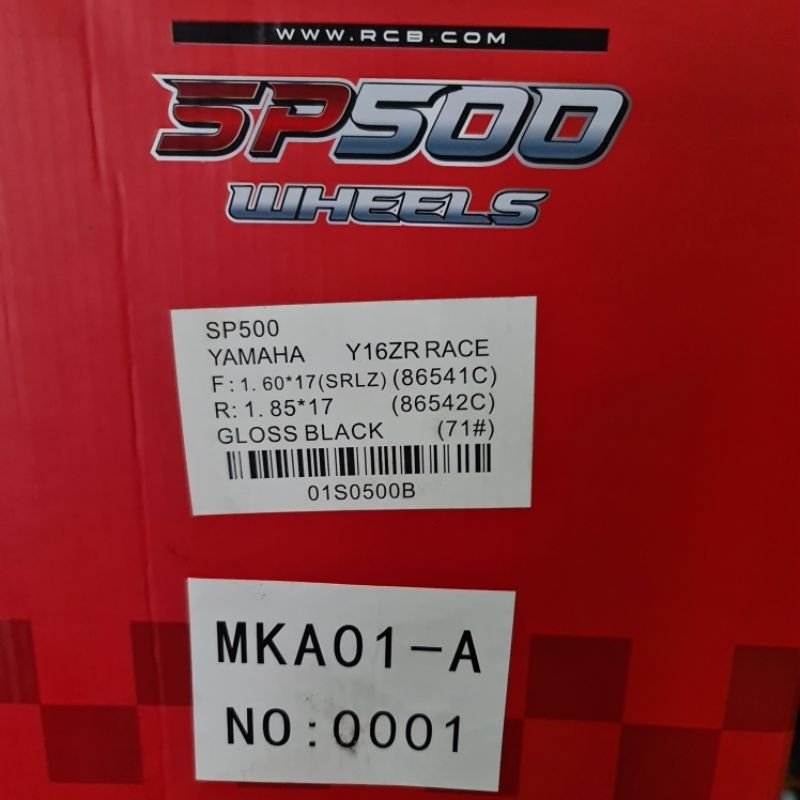 WWW.RCB.COM
SP500
WHEELS
SP500
YAMAHA Y16ZR RACE
F:1.60*17(SRLZ)(86541C)
R:1.85*17 (86542C)
GLOSS BLACK (71#)
01S0500B
MKA01-A
NO:0001